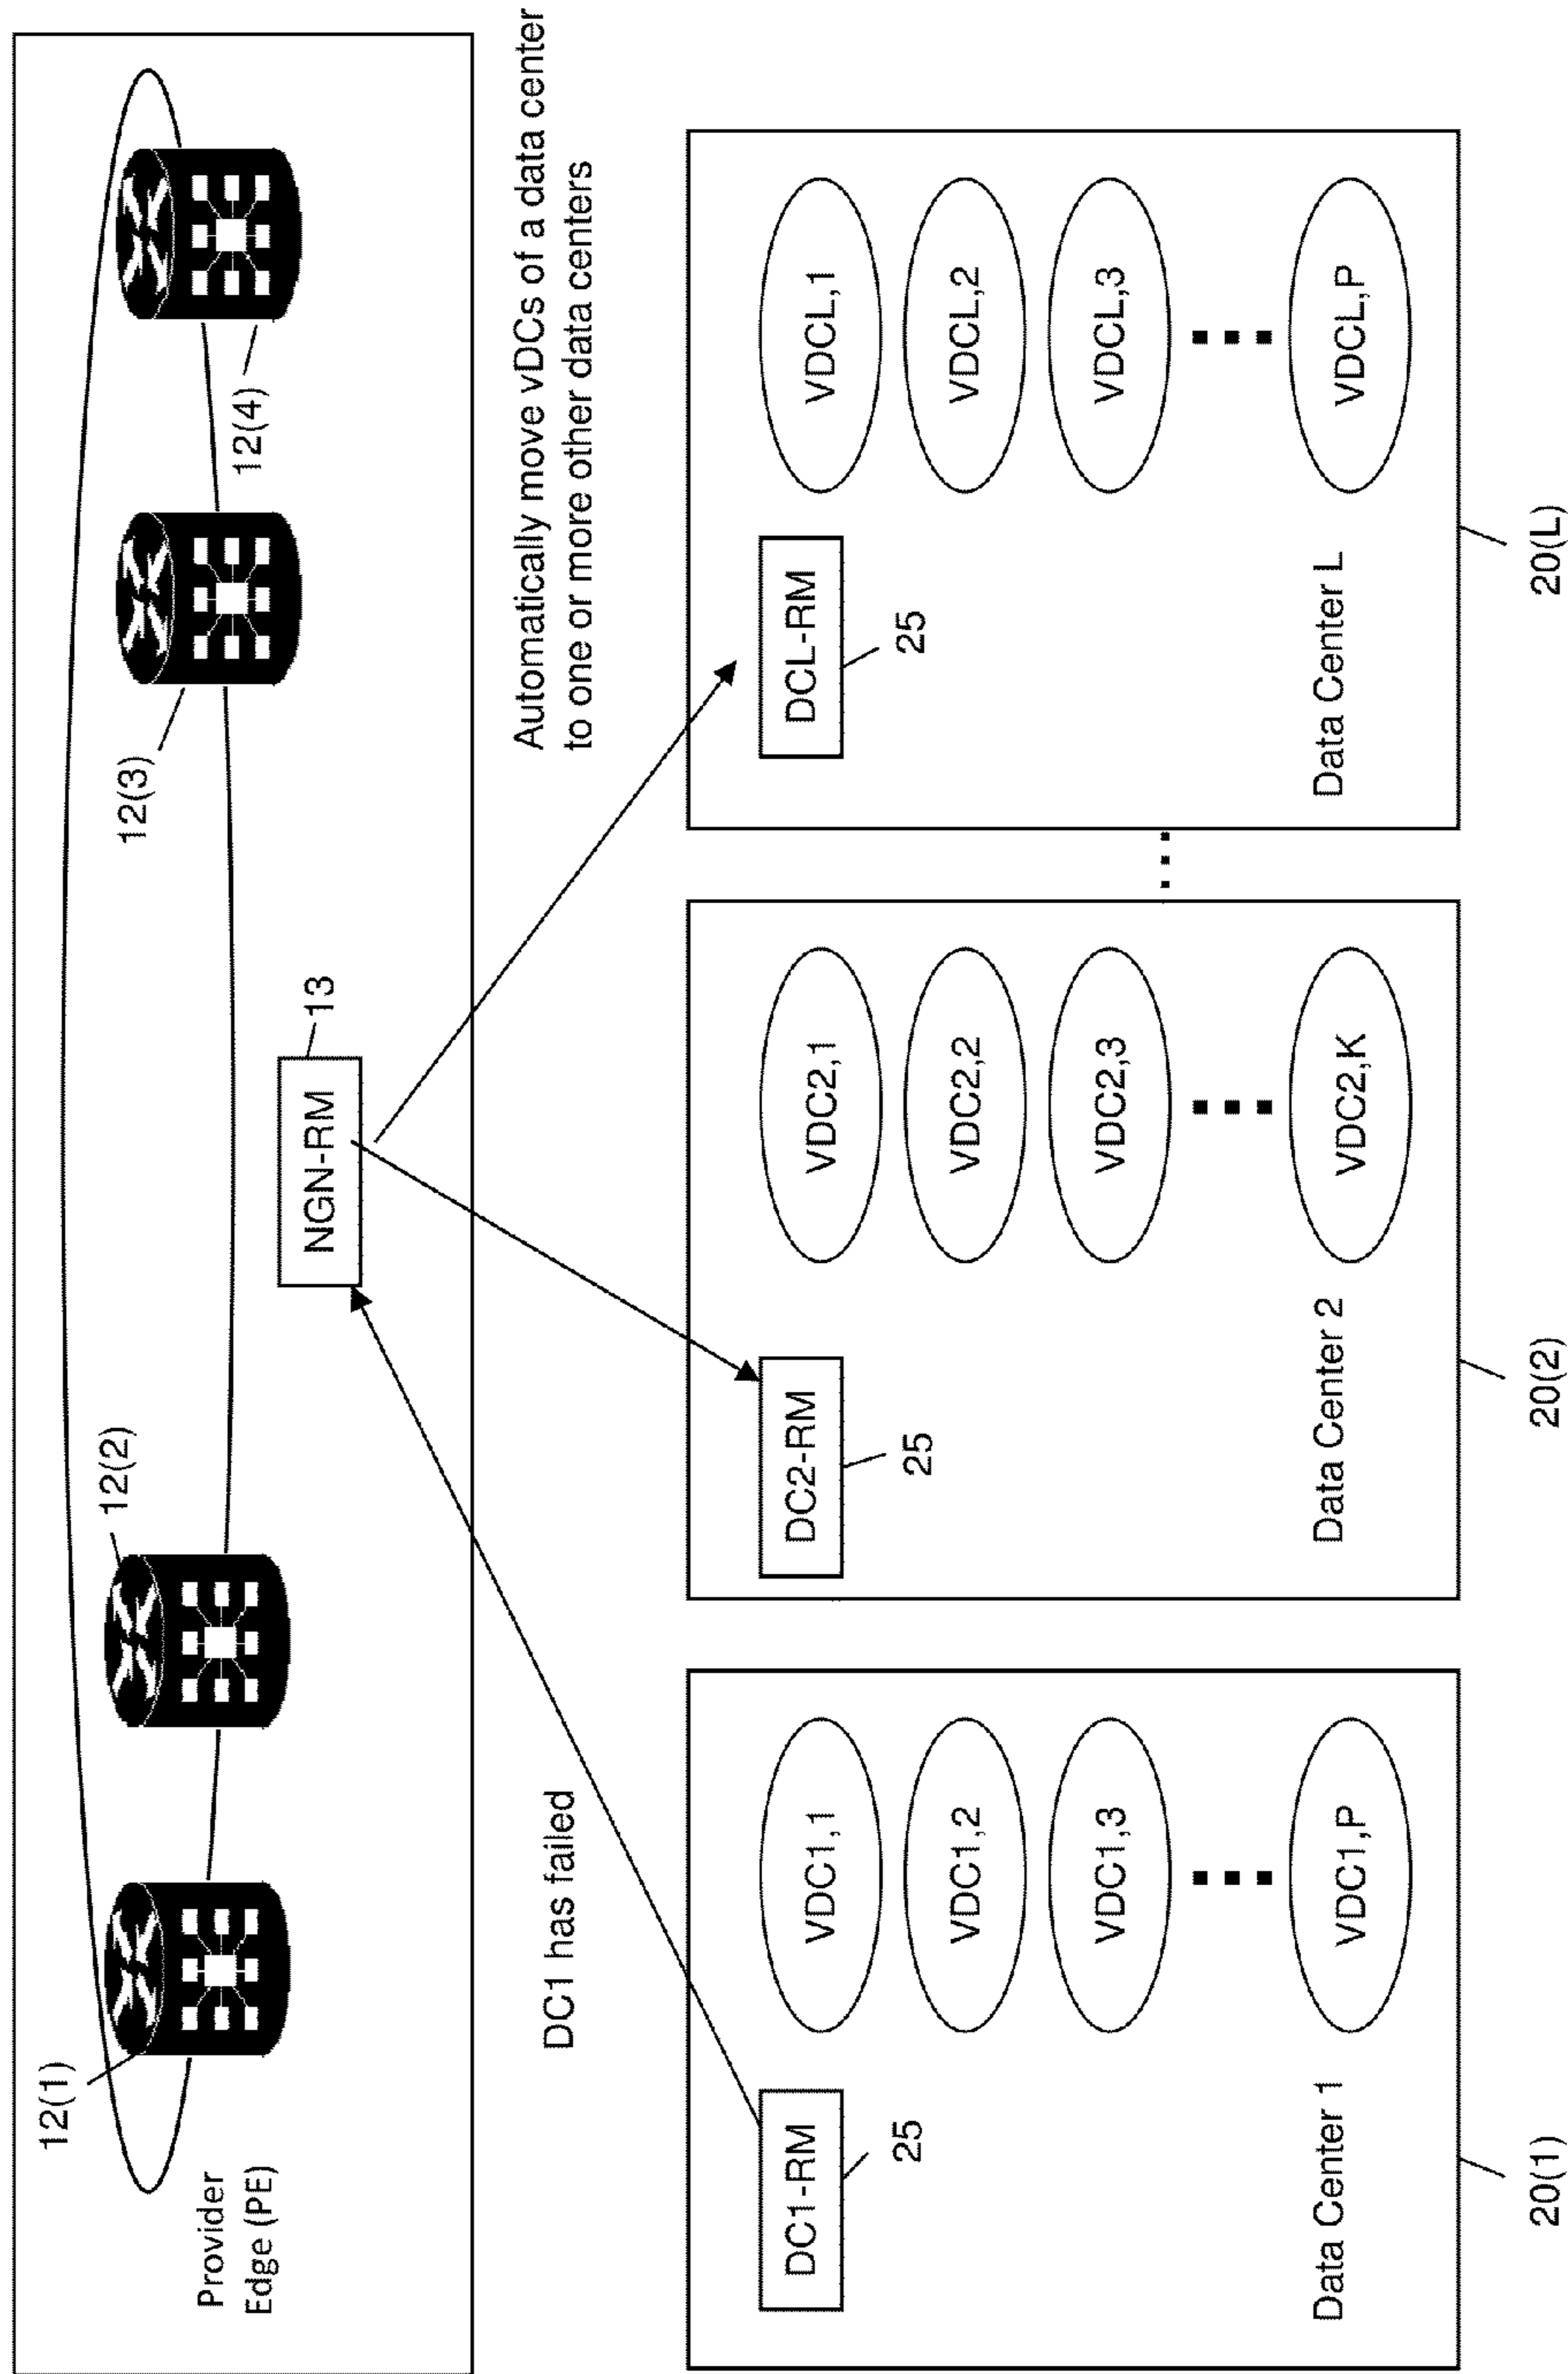 12(1)
12(2)
12(3)
12(4)
Provider
Edge (PE)
NGN-RM
13
DC1 has failed
Automatically move vDCs of a data center
to one or more other data centers
DC1-RM
25
VDC1,1
VDC1,2
VDC1,3
VDC1,P
Data Center 1
20(1)
DC2-RM
25
VDC2,1
VDC2,2
VDC2,3
VDC2,K
Data Center 2
20(2)
DCL-RM
25
VDCL,1
VDCL,2
VDCL,3
VDCL,P
Data Center L
20(L)